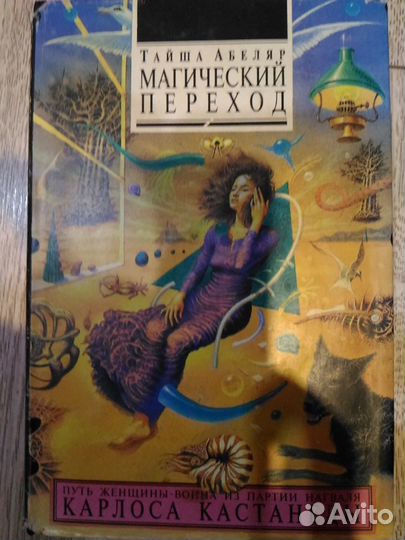 ТАЙША АБЕЛЯР
МАГИЧЕСКИЙ
ПЕРЕХОД
ПУТЬ ЖЕНЩИНЫ-ВОИНА ИЗ ПАРТИИ НАГВАЛЯ
КАРЛОСА
Avito